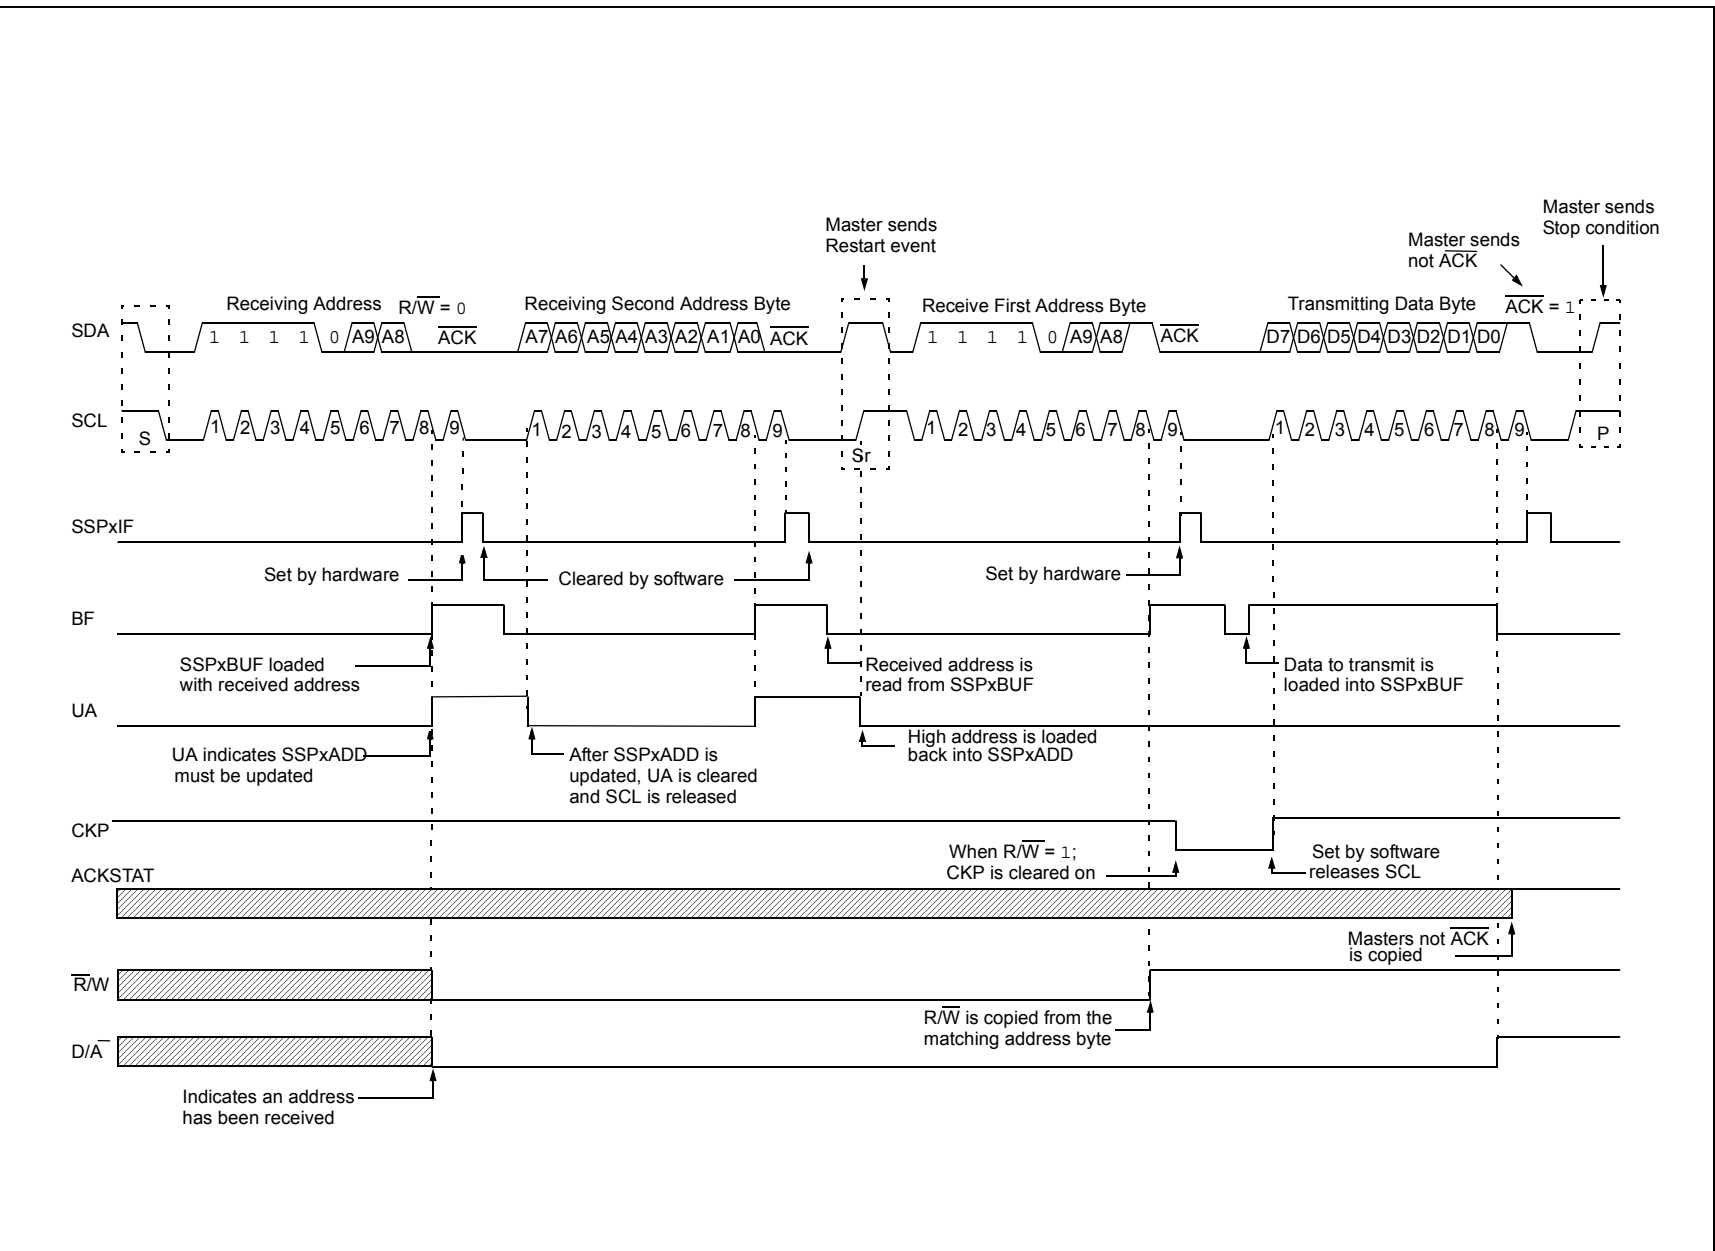 Master sends
Restart event
Master sends
Stop condition
Master sends
not A̅C̅K̅
Receiving Address R/W̅ = 0
Receiving Second Address Byte
Receive First Address Byte
Transmitting Data Byte
A̅C̅K̅ = 1
SDA
1 1 1 1 0 A9 A8 A̅C̅K̅ A7 A6 A5 A4 A3 A2 A1 A0 A̅C̅K̅ 1 1 1 1 0 A9 A8 A̅C̅K̅ D7 D6 D5 D4 D3 D2 D1 D0
SCL
S 1 2 3 4 5 6 7 8 9 1 2 3 4 5 6 7 8 9 Sr 1 2 3 4 5 6 7 8 9 1 2 3 4 5 6 7 8 9 P
SSPxIF
Set by hardware
Cleared by software
Set by hardware
BF
SSPxBUF loaded
with received address
Received address is
read from SSPxBUF
Data to transmit is
loaded into SSPxBUF
UA
UA indicates SSPxADD
must be updated
After SSPxADD is
updated, UA is cleared
and SCL is released
High address is loaded
back into SSPxADD
CKP
When R/W̅ = 1;
CKP is cleared on
Set by software
releases SCL
ACKSTAT
Masters not A̅C̅K̅
is copied
R̅/W
R/W̅ is copied from the
matching address byte
D/A̅
Indicates an address
has been received